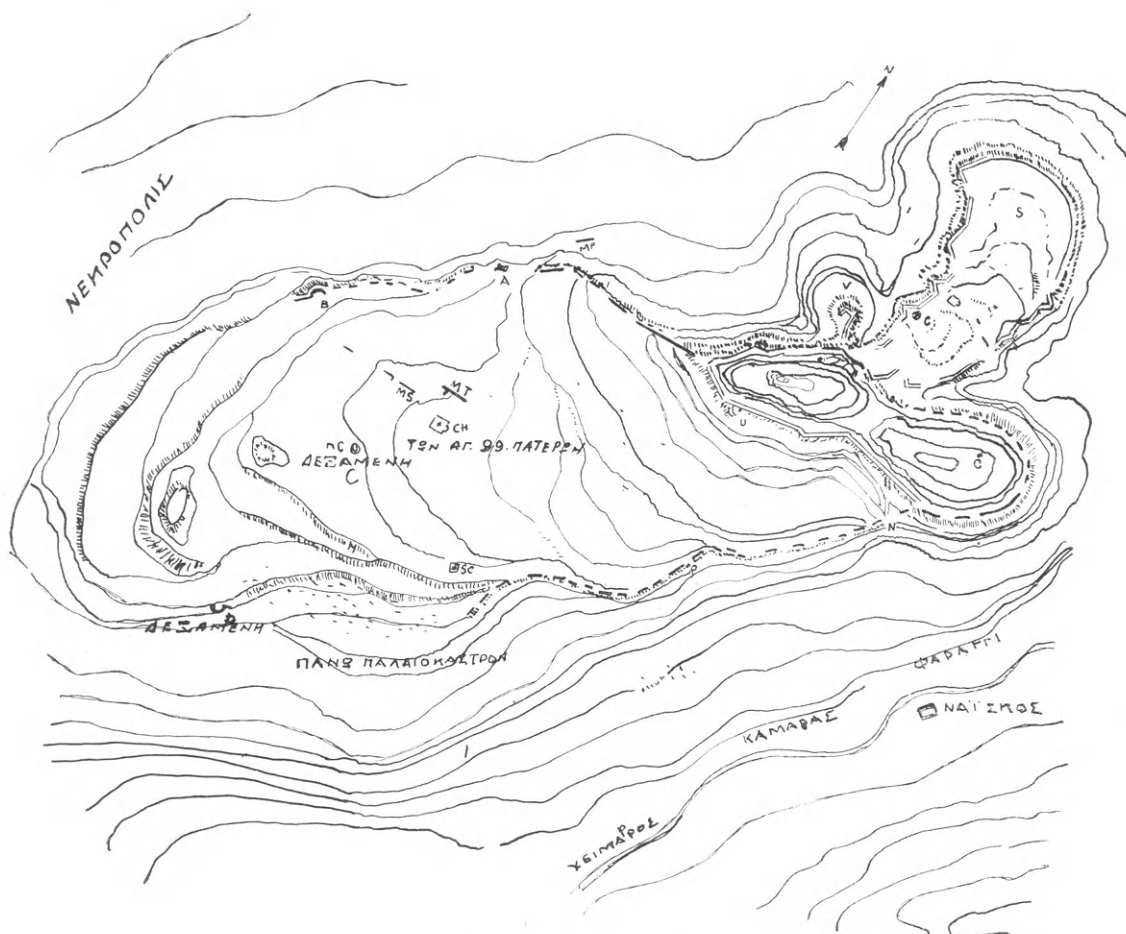 N
ΝΕΚΡΟΠΟΛΙΣ
S
MP
A
V
B
C
MT
MS
CH
U
ΤΩΝ ΑΓ. 99. ΠΑΤΕΡΩΝ
ΔΕΞΑΜΕΝΗ
C
C
N
SC
ΔΕΞΑΜΕΝΗ
D
ΠΑΝΩ ΠΑΛΑΙΟΚΑΣΤΡΟΝ
ΦΑΡΑΓΓΙ
ΝΑΪΣΚΟΣ
ΚΑΜΑΡΑΣ
ΧΕΙΜΑΡΡΟΣ